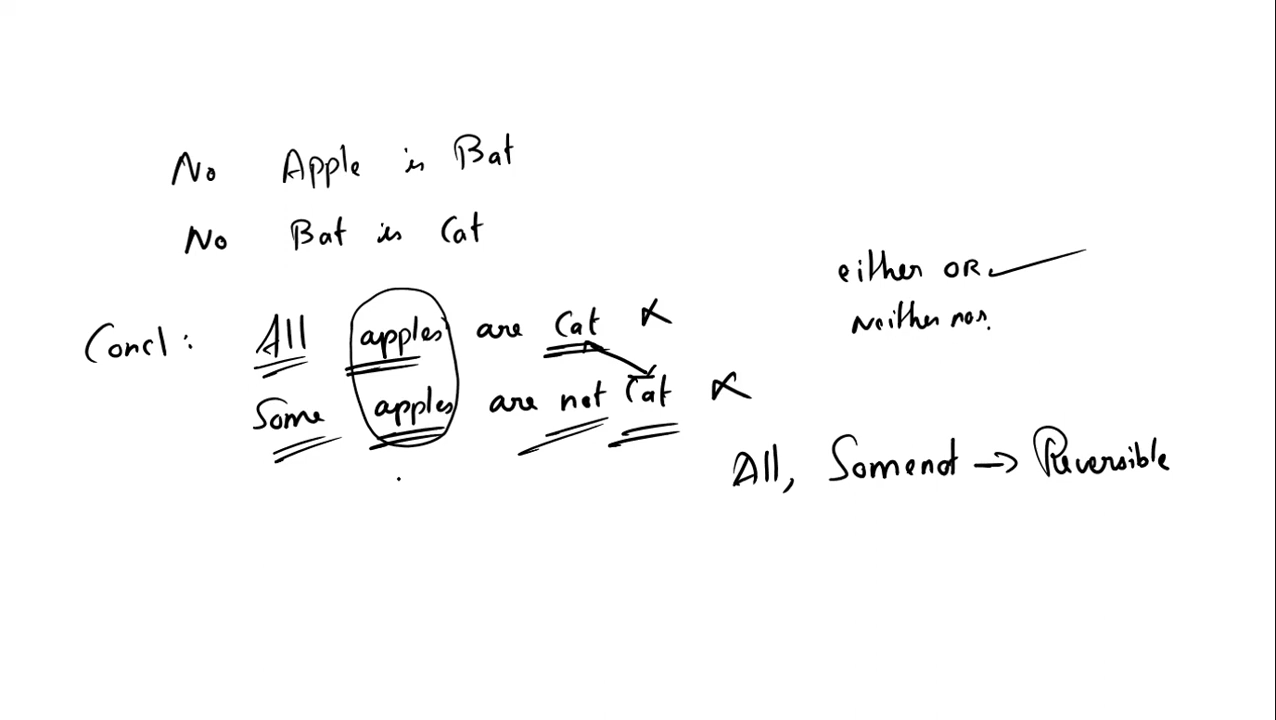 No Apple is Bat
No Bat is Cat
either OR
Neither nor.
Concl: All apples are Cat
Some apples are not Cat
All, Somenot → Reversible